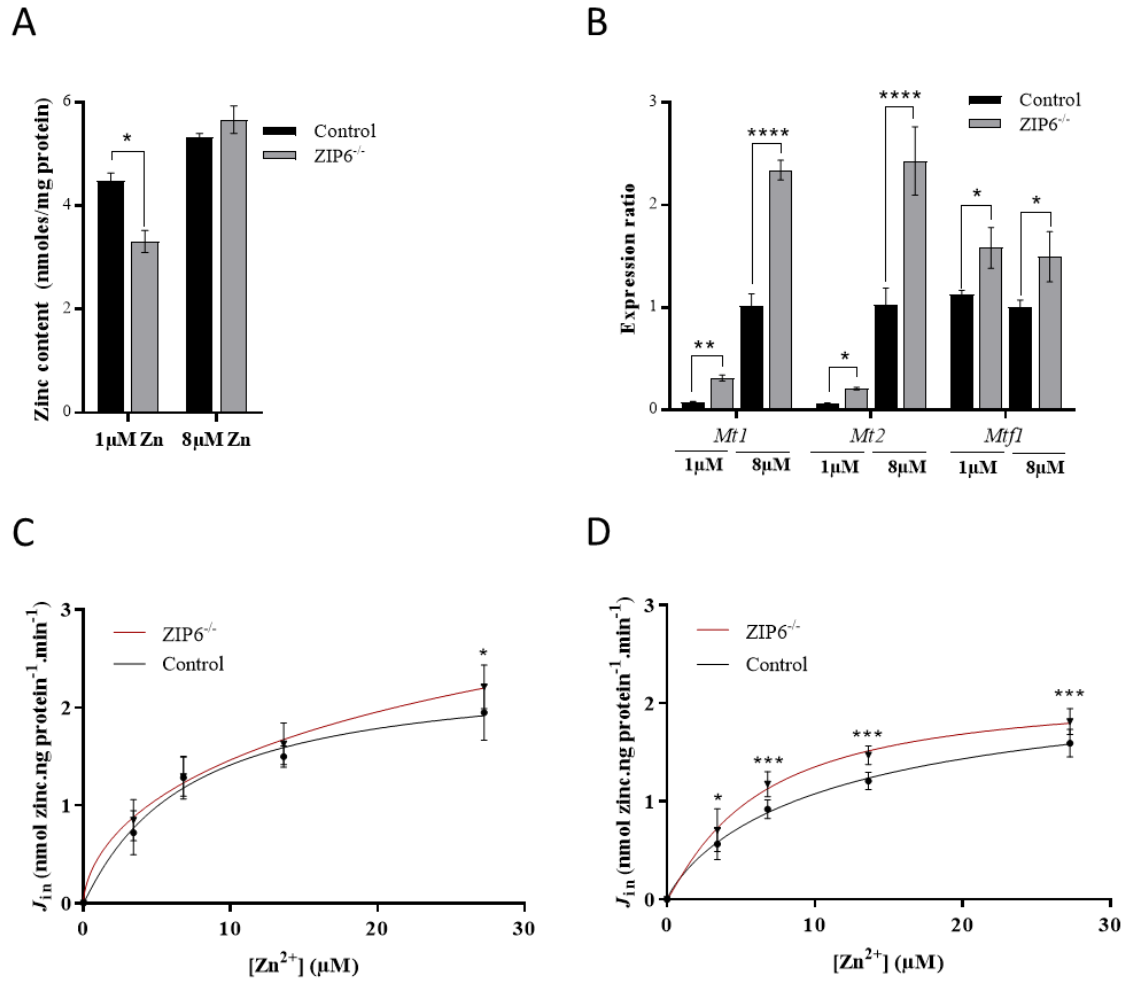 A
Zinc content (nmoles/mg protein)
6
4
2
0
*
Control
ZIP6-/-
1µM Zn 8µM Zn
B
Expression ratio
3
2
1
0
**
****
*
****
*
*
Control
ZIP6-/-
Mt1 Mt2 Mtf1
1µM 8µM 1µM 8µM 1µM 8µM
C
Jin (nmol zinc.ng protein-1.min-1)
3
2
1
0
ZIP6-/-
Control
*
0 10 20 30
[Zn2+] (µM)
D
Jin (nmol zinc.ng protein-1.min-1)
3
2
1
0
ZIP6-/-
Control
*
***
***
***
0 10 20 30
[Zn2+] (µM)